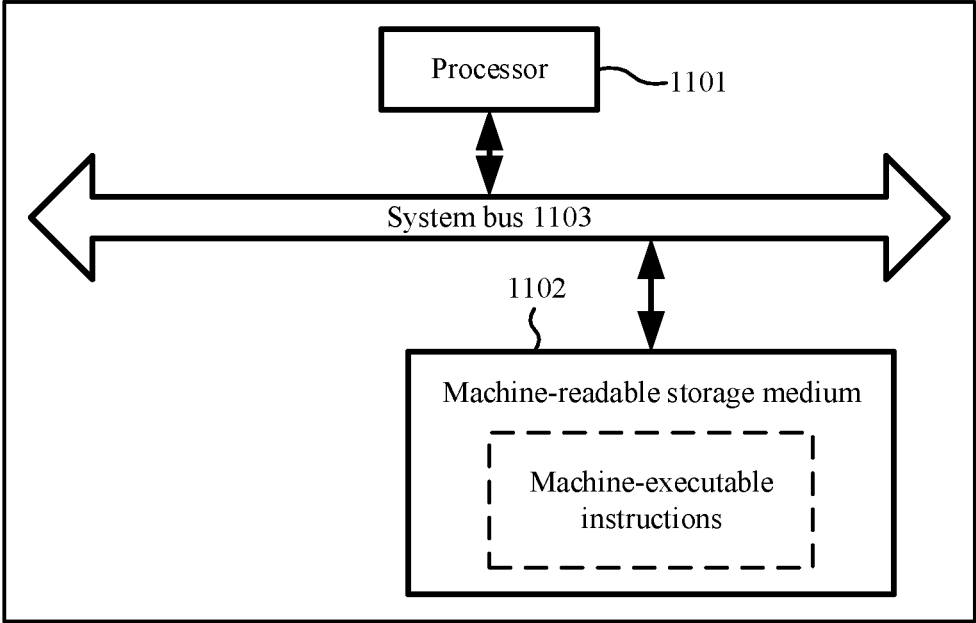 Processor
1101
System bus 1103
1102
Machine-readable storage medium
Machine-executable
instructions